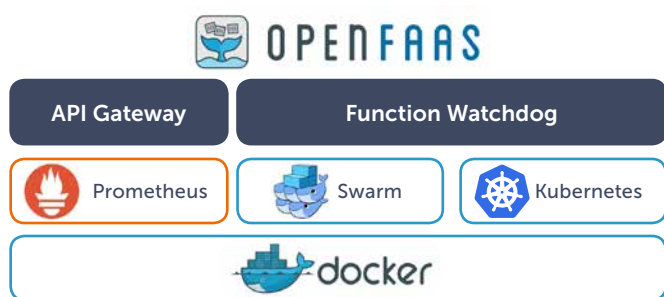 OPENFAAS
API Gateway
Function Watchdog
Prometheus
Swarm
Kubernetes
docker